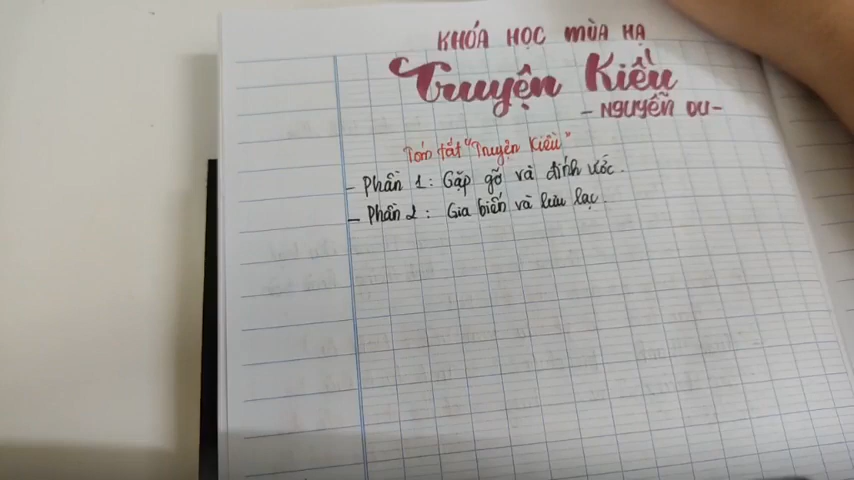 KHÓA HỌC MÙA HẠ
Truyện Kiều
- NGUYỄN DU -
Tóm tắt "Truyện Kiều"
- Phần 1: Gặp gỡ và đính ước.
- Phần 2: Gia biến và lưu lạc.